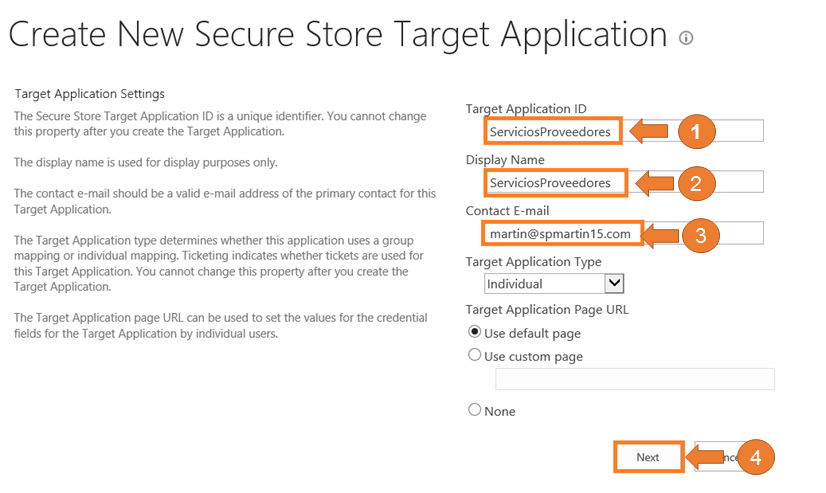 Create New Secure Store Target Application
Target Application Settings
The Secure Store Target Application ID is a unique identifier. You cannot change
this property after you create the Target Application.
The display name is used for display purposes only.
The contact e-mail should be a valid e-mail address of the primary contact for this
Target Application.
The Target Application type determines whether this application uses a group
mapping or individual mapping. Ticketing indicates whether tickets are used for
this Target Application. You cannot change this property after you create the
Target Application.
The Target Application page URL can be used to set the values for the credential
fields for the Target Application by individual users.
Target Application ID
ServiciosProveedores
1
Display Name
ServiciosProveedores
2
Contact E-mail
martin@spmartin15.com
3
Target Application Type
Individual
Target Application Page URL
Use default page
Use custom page
None
Next
4